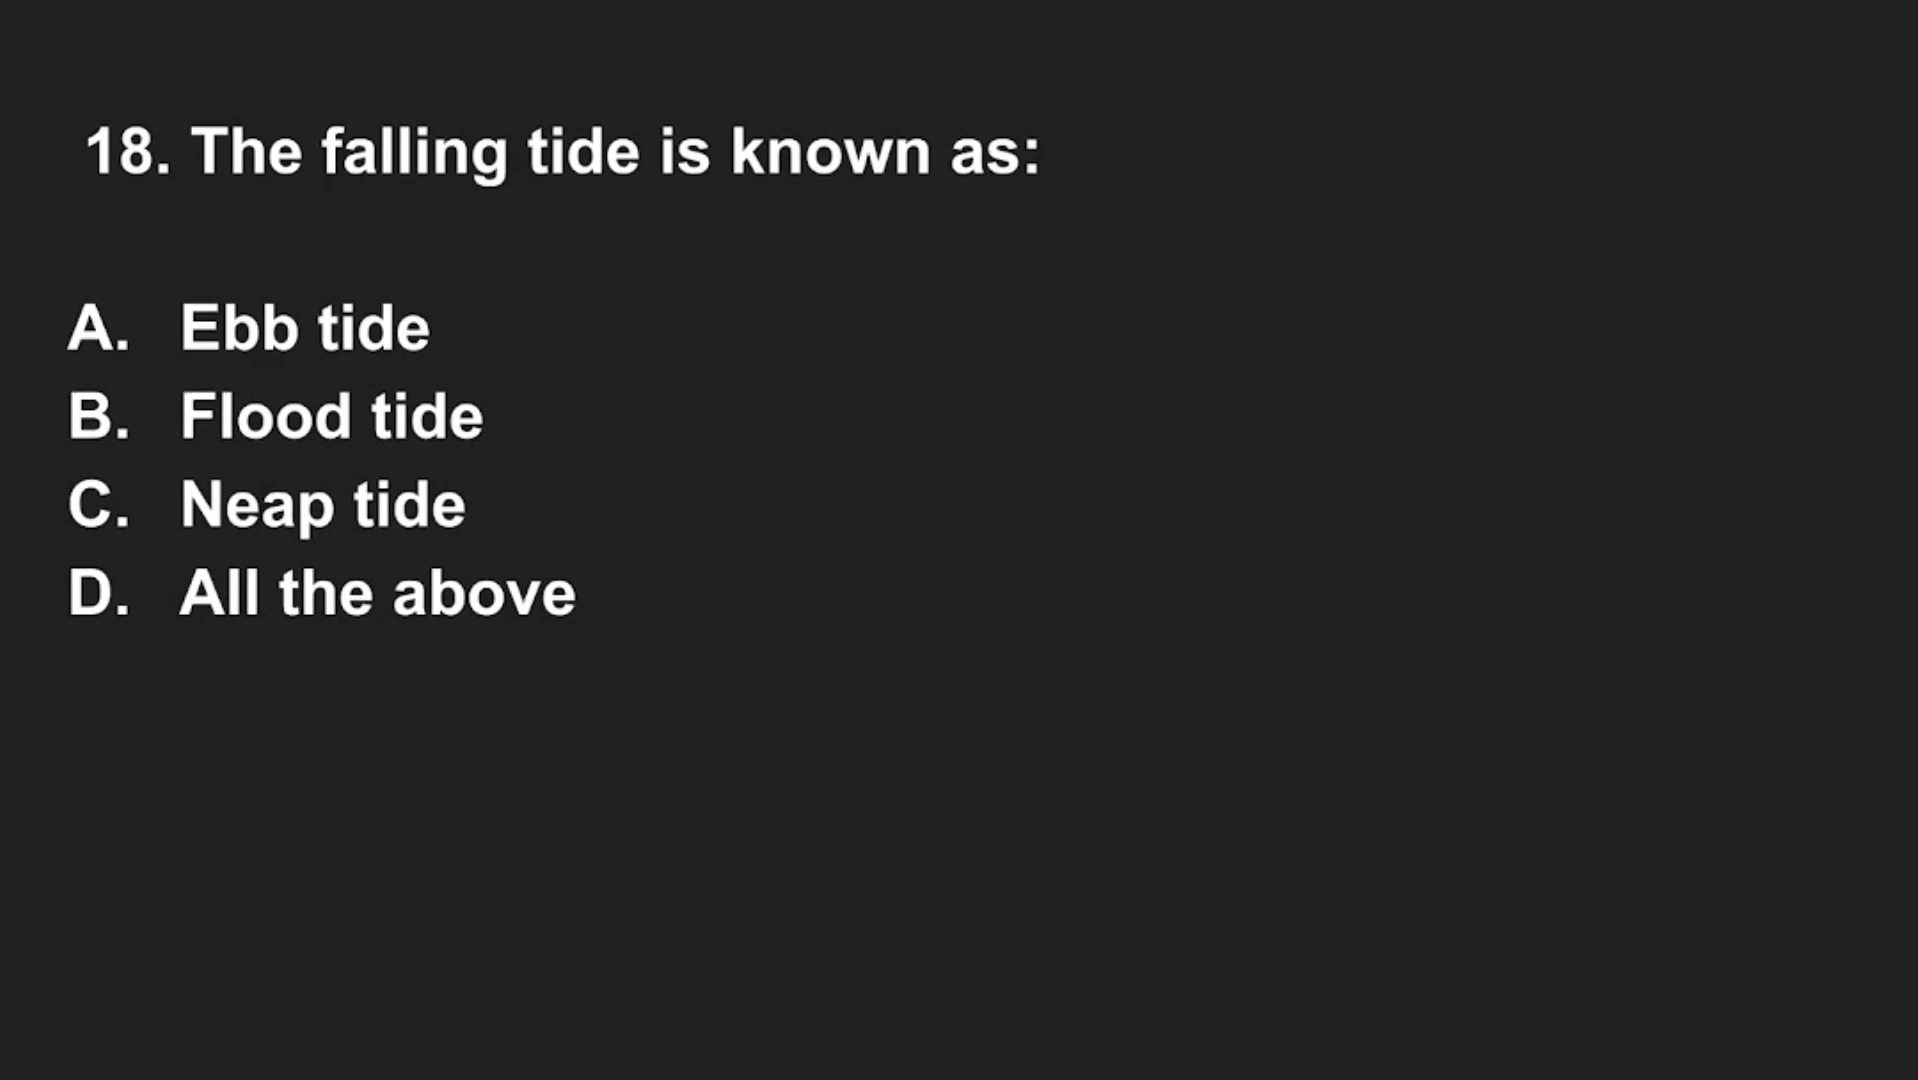 18. The falling tide is known as:
A. Ebb tide
B. Flood tide
C. Neap tide
D. All the above